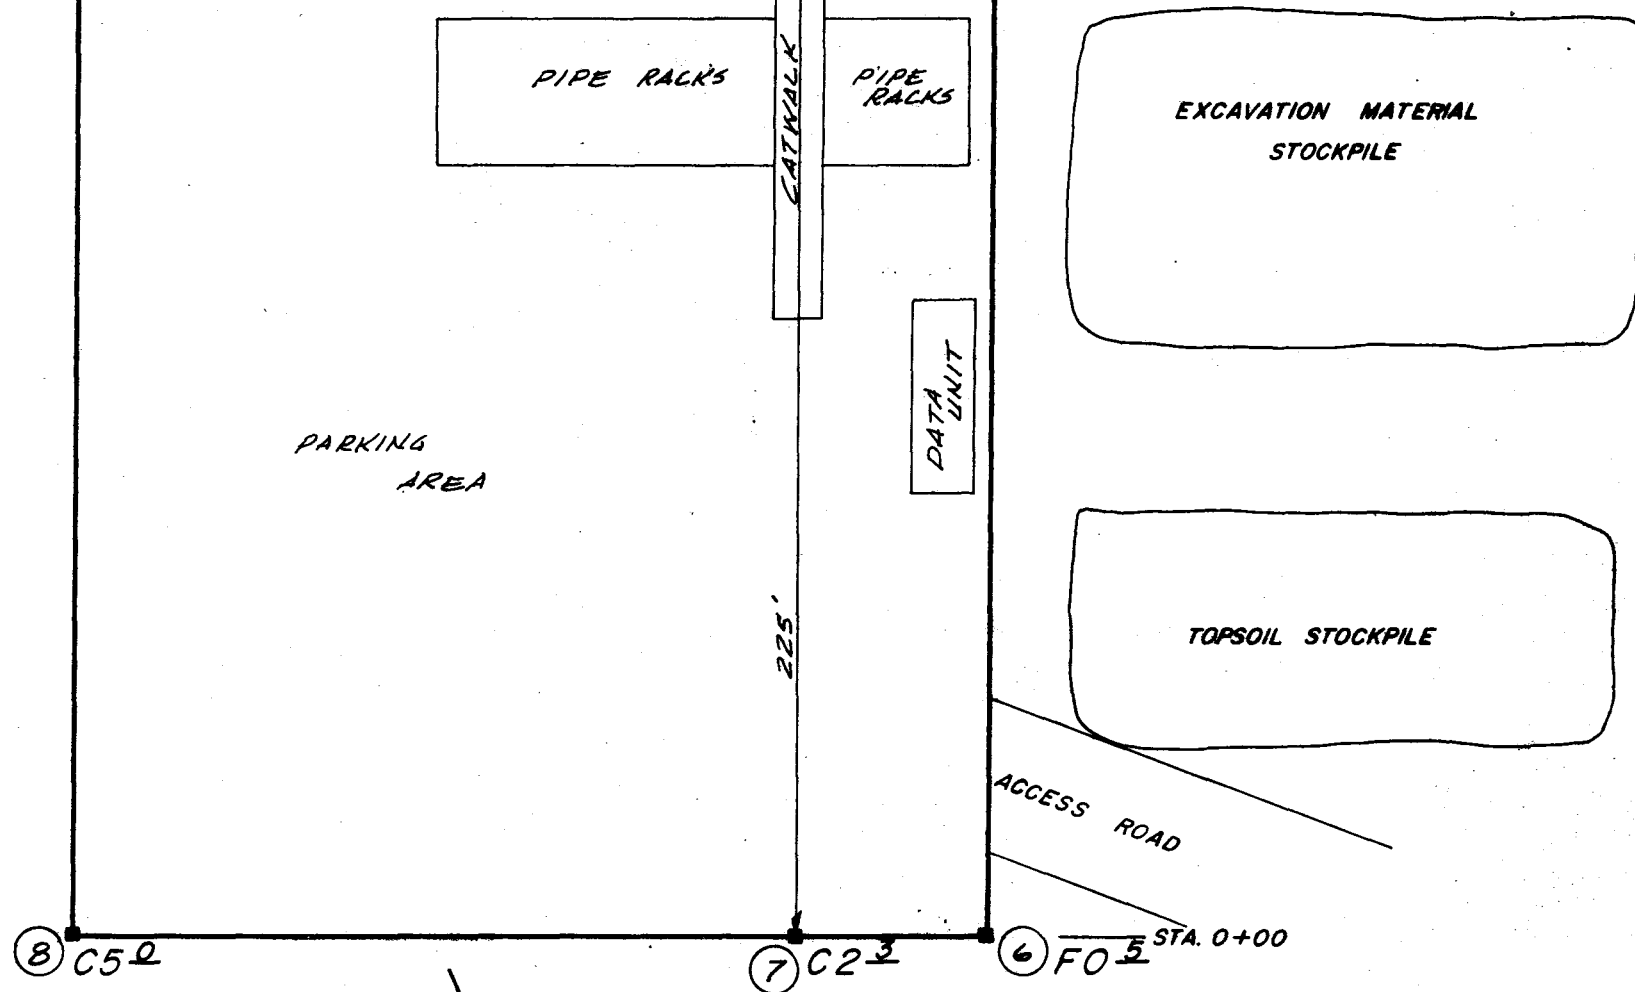 PIPE RACKS
PIPE
RACKS
CATWALK
EXCAVATION MATERIAL
STOCKPILE
DATA
UNIT
PARKING
AREA
225'
TOPSOIL STOCKPILE
ACCESS ROAD
STA. 0+00
8 C5 0
7 C2 3
6 F0 5